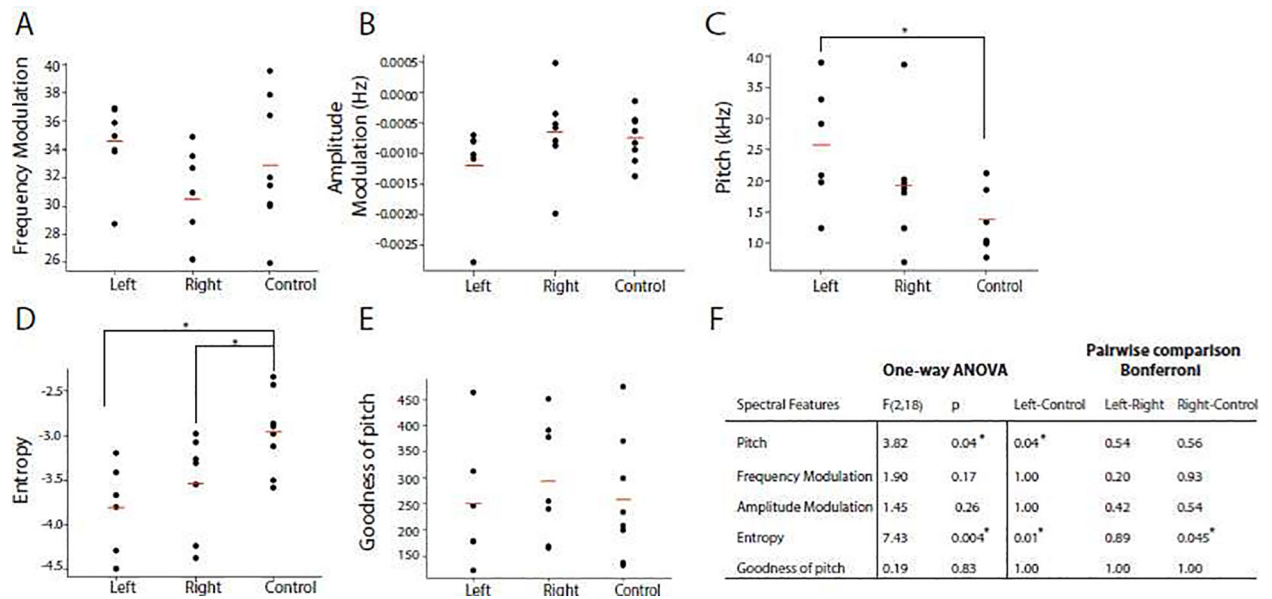 A
Frequency Modulation
40
38
36
34
32
30
28
26
Left Right Control
B
Amplitude
Modulation (Hz)
0.0005
0.0000
-0.0005
-0.0010
-0.0015
-0.0020
-0.0025
Left Right Control
C
*
Pitch (kHz)
4.0
3.5
3.0
2.5
2.0
1.5
1.0
Left Right Control
D
*
*
Entropy
-2.5
-3.0
-3.5
-4.0
-4.5
Left Right Control
E
Goodness of pitch
450
400
350
300
250
200
150
Left Right Control
F
Pairwise comparison
One-way ANOVA Bonferroni
Spectral Features F(2,18) p Left-Control Left-Right Right-Control
Pitch 3.82 0.04* 0.04* 0.54 0.56
Frequency Modulation 1.90 0.17 1.00 0.20 0.93
Amplitude Modulation 1.45 0.26 1.00 0.42 0.54
Entropy 7.43 0.004* 0.01* 0.89 0.045*
Goodness of pitch 0.19 0.83 1.00 1.00 1.00